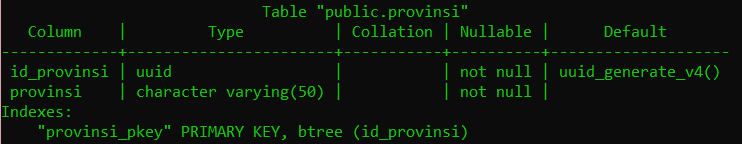 Table "public.provinsi"
   Column    |         Type          | Collation | Nullable |      Default
-------------+-----------------------+-----------+----------+--------------------
 id_provinsi | uuid                  |           | not null | uuid_generate_v4()
 provinsi    | character varying(50) |           | not null |
Indexes:
    "provinsi_pkey" PRIMARY KEY, btree (id_provinsi)